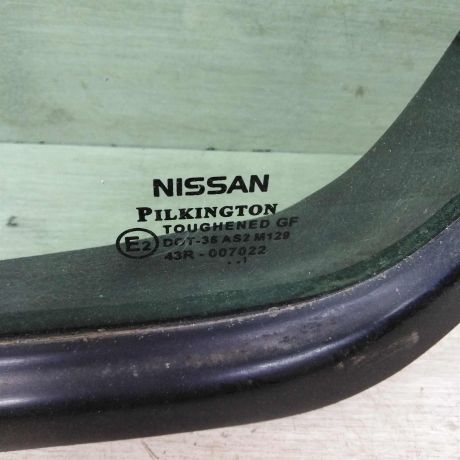 NISSAN
PILKINGTON
TOUGHENED GF
E2 DOT-36 AS2 M129
43R - 007022
..I